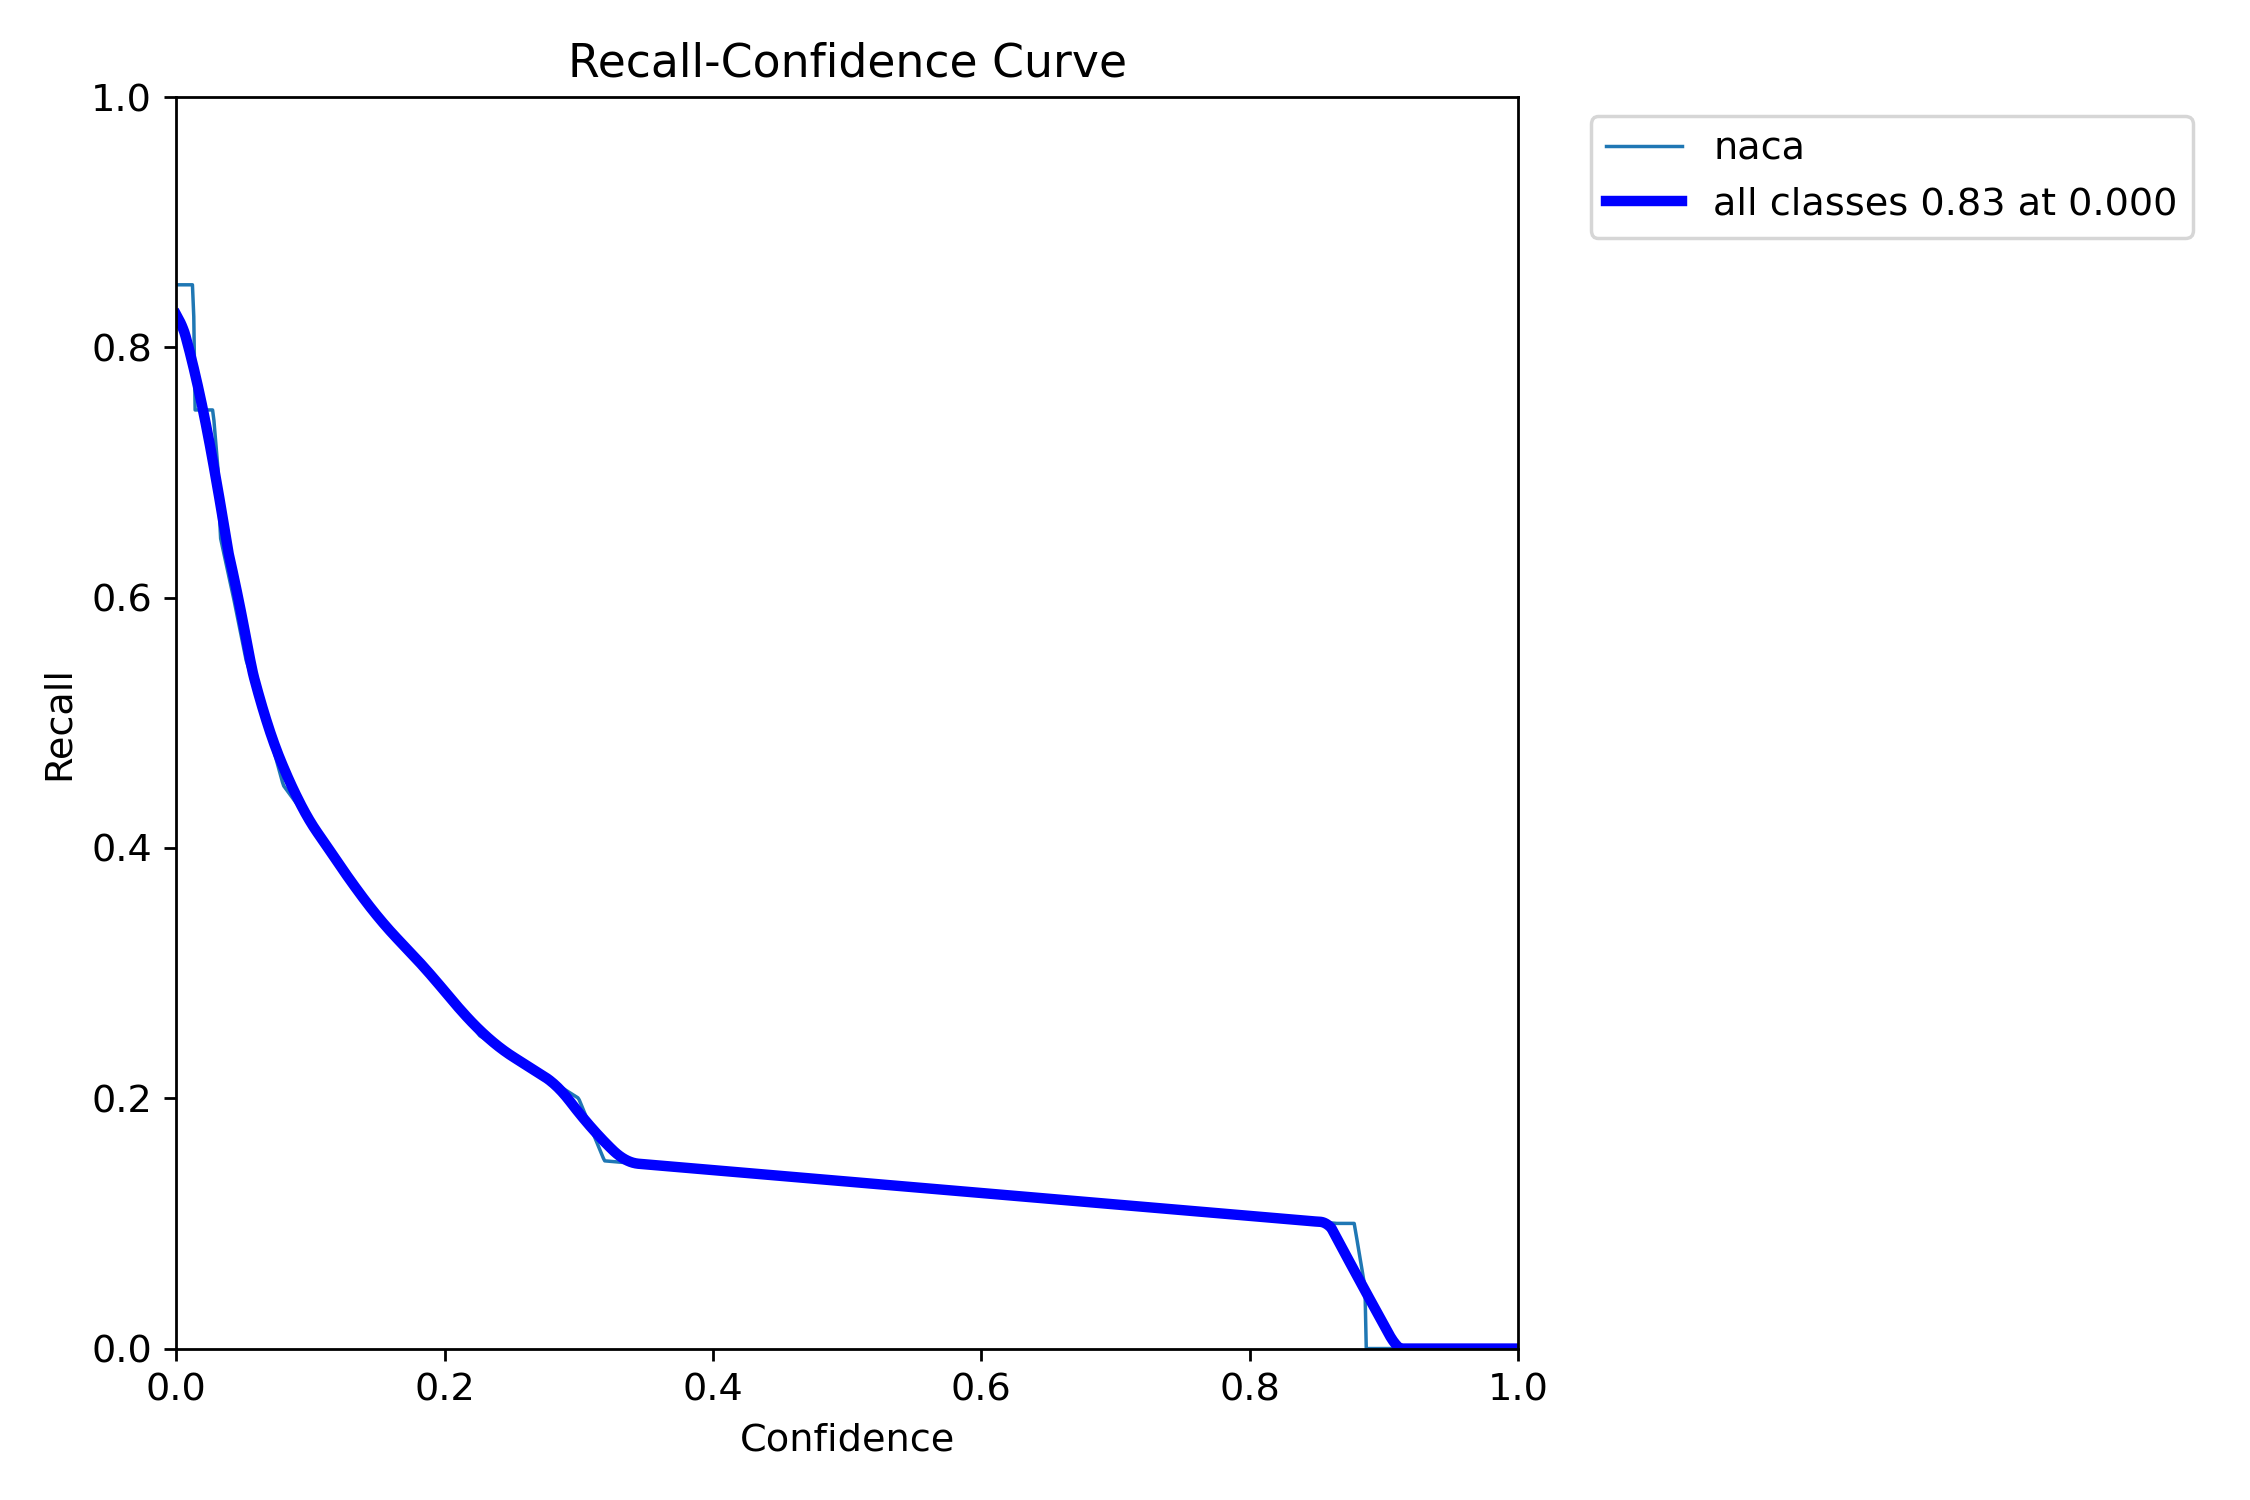 Recall-Confidence Curve
1.0
0.8
0.6
0.4
0.2
0.0
Recall
0.0 0.2 0.4 0.6 0.8 1.0
Confidence
naca
all classes 0.83 at 0.000